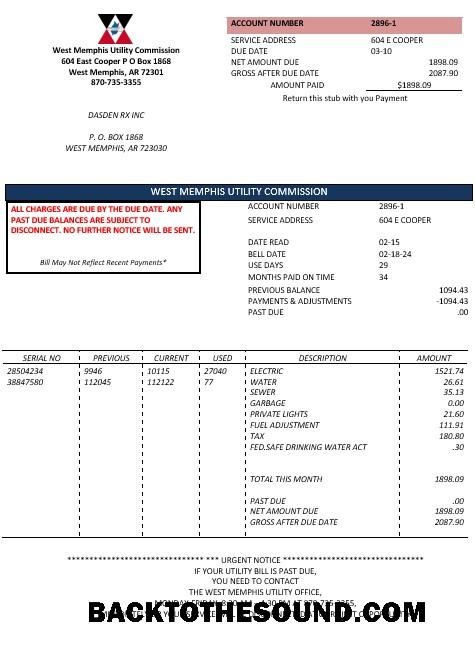 West Memphis Utility Commission
604 East Cooper P O Box 1868
West Memphis, AR 72301
870-735-3355
ACCOUNT NUMBER 2896-1
SERVICE ADDRESS 604 E COOPER
DUE DATE 03-10
NET AMOUNT DUE 1898.09
GROSS AFTER DUE DATE 2087.90
AMOUNT PAID $1898.09
Return this stub with you Payment
DASDEN RX INC
P. O. BOX 1868
WEST MEMPHIS, AR 723030
WEST MEMPHIS UTILITY COMMISSION
ALL CHARGES ARE DUE BY THE DUE DATE. ANY
PAST DUE BALANCES ARE SUBJECT TO
DISCONNECT. NO FURTHER NOTICE WILL BE SENT.
Bill May Not Reflect Recent Payments*
ACCOUNT NUMBER 2896-1
SERVICE ADDRESS 604 E COOPER
DATE READ 02-15
BELL DATE 02-18-24
USE DAYS 29
MONTHS PAID ON TIME 34
PREVIOUS BALANCE 1094.43
PAYMENTS & ADJUSTMENTS -1094.43
PAST DUE .00
SERIAL NO PREVIOUS CURRENT USED DESCRIPTION AMOUNT
28504234 9946 10115 27040 ELECTRIC 1521.74
38847580 112045 112122 77 WATER 26.61
SEWER 35.13
GARBAGE 0.00
PRIVATE LIGHTS 21.60
FUEL ADJUSTMENT 111.91
TAX 180.80
FED.SAFE DRINKING WATER ACT .30
TOTAL THIS MONTH 1898.09
PAST DUE .00
NET AMOUNT DUE 1898.09
GROSS AFTER DUE DATE 2087.90
****************************** *** URGENT NOTICE ********************************
IF YOUR UTILITY BILL IS PAST DUE,
YOU NEED TO CONTACT
THE WEST MEMPHIS UTILITY OFFICE,
BACKTOTHESOUND.COM